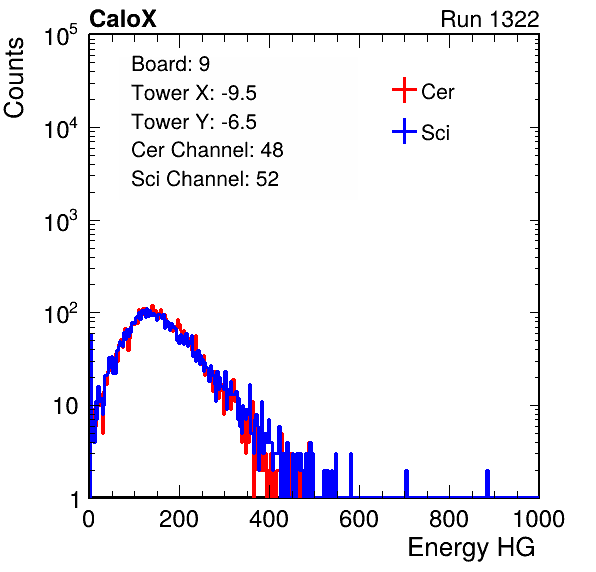 CaloX
Run 1322
Counts
Board: 9
Tower X: -9.5
Tower Y: -6.5
Cer Channel: 48
Sci Channel: 52
Cer
Sci
10^5
10^4
10^3
10^2
10
1
0 200 400 600 800 1000
Energy HG